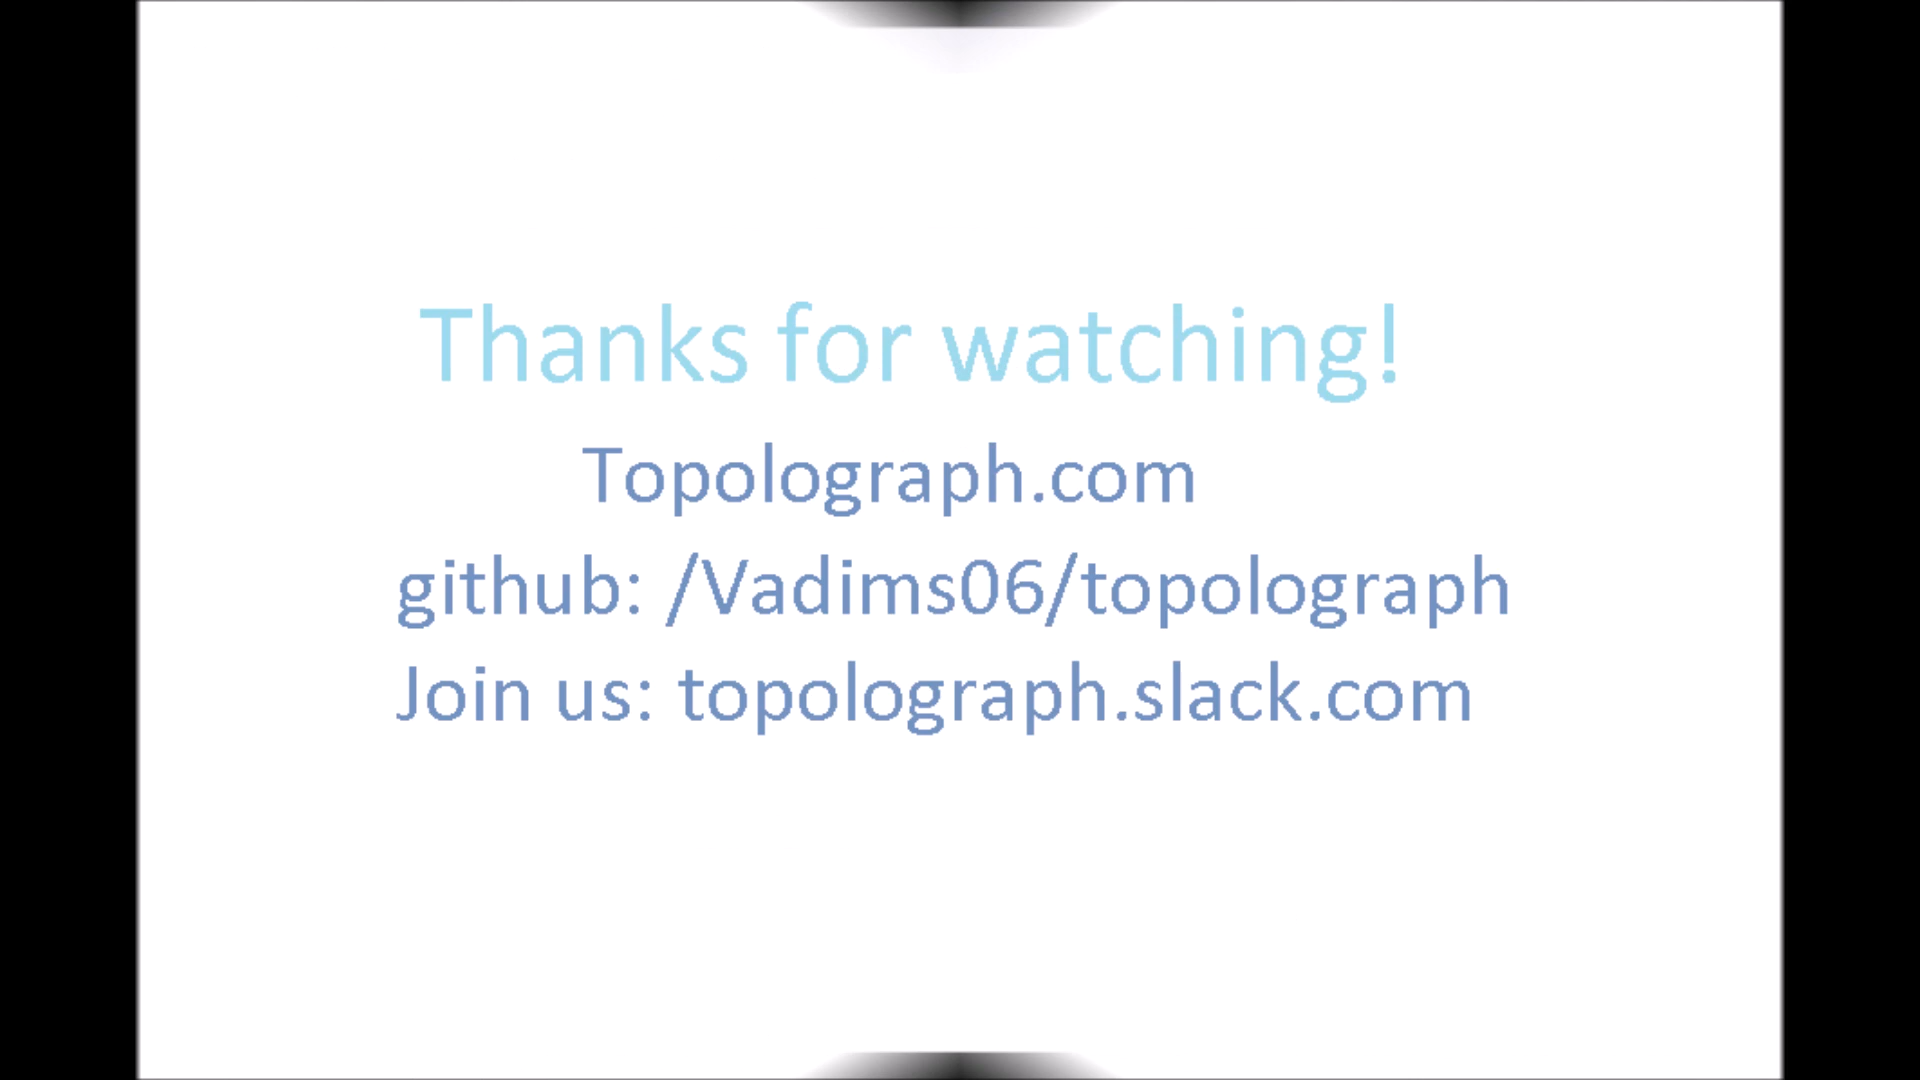 Thanks for watching!
Topolograph.com
github: /Vadims06/topolograph
Join us: topolograph.slack.com